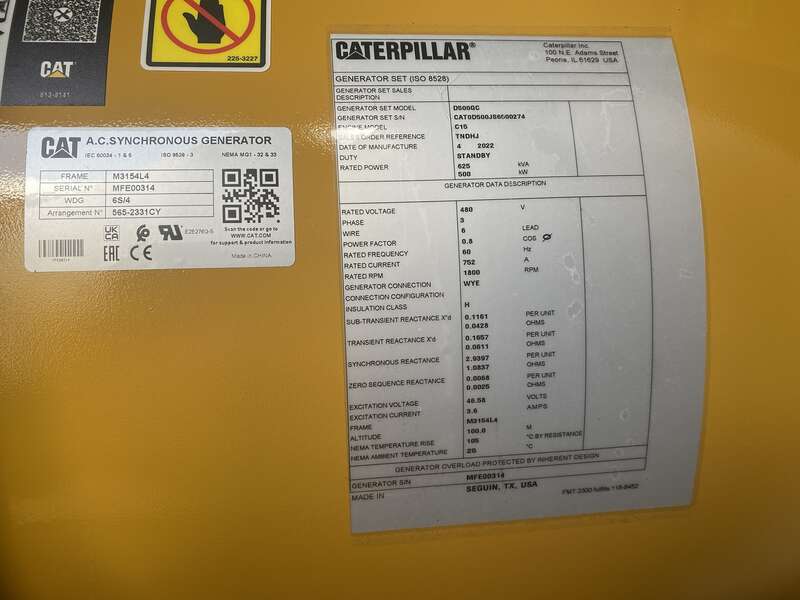 CAT
225-3227
CAT A.C.SYNCHRONOUS GENERATOR
IEC 60034 - 1 & 5 ISO 8528 - 3 NEMA MG1 - 32 & 33
FRAME M3154L4
SERIAL N° MFE00314
WDG 6S/4
Arrangement N° 565-2331CY
Scan the code or go to
WWW.CAT.COM
for support & product information
UK CA
EAC CE
Made in CHINA
CATERPILLAR®
Caterpillar Inc.
100 N.E. Adams Street
Peoria, IL 61629 USA
GENERATOR SET (ISO 8528)
GENERATOR SET SALES
DESCRIPTION
GENERATOR SET MODEL D500GC
GENERATOR SET S/N
ENGINE MODEL C15
SALES ORDER REFERENCE TNDHJ
DATE OF MANUFACTURE 4 2022
DUTY STANDBY
RATED POWER 625 kVA
500 kW
GENERATOR DATA DESCRIPTION
RATED VOLTAGE 480 V
PHASE 3
WIRE 6 LEAD
POWER FACTOR 0.8 COS Ø
RATED FREQUENCY 60 Hz
RATED CURRENT 752 A
RATED RPM 1800 RPM
GENERATOR CONNECTION WYE
CONNECTION CONFIGURATION
INSULATION CLASS H
SUB-TRANSIENT REACTANCE X"d 0.1161 PER UNIT
0.0428 OHMS
TRANSIENT REACTANCE X'd 0.1657 PER UNIT
0.0611 OHMS
SYNCHRONOUS REACTANCE 2.9397 PER UNIT
1.0837 OHMS
ZERO SEQUENCE REACTANCE 0.0068 PER UNIT
0.0025 OHMS
EXCITATION VOLTAGE 48.58 VOLTS
EXCITATION CURRENT 3.6 AMPS
FRAME M3154L4
ALTITUDE 100.0 M
NEMA TEMPERATURE RISE 105 °C BY RESISTANCE
NEMA AMBIENT TEMPERATURE °C
GENERATOR OVERLOAD PROTECTED BY INHERENT DESIGN
GENERATOR S/N MFE00314
MADE IN SEGUIN, TX, USA